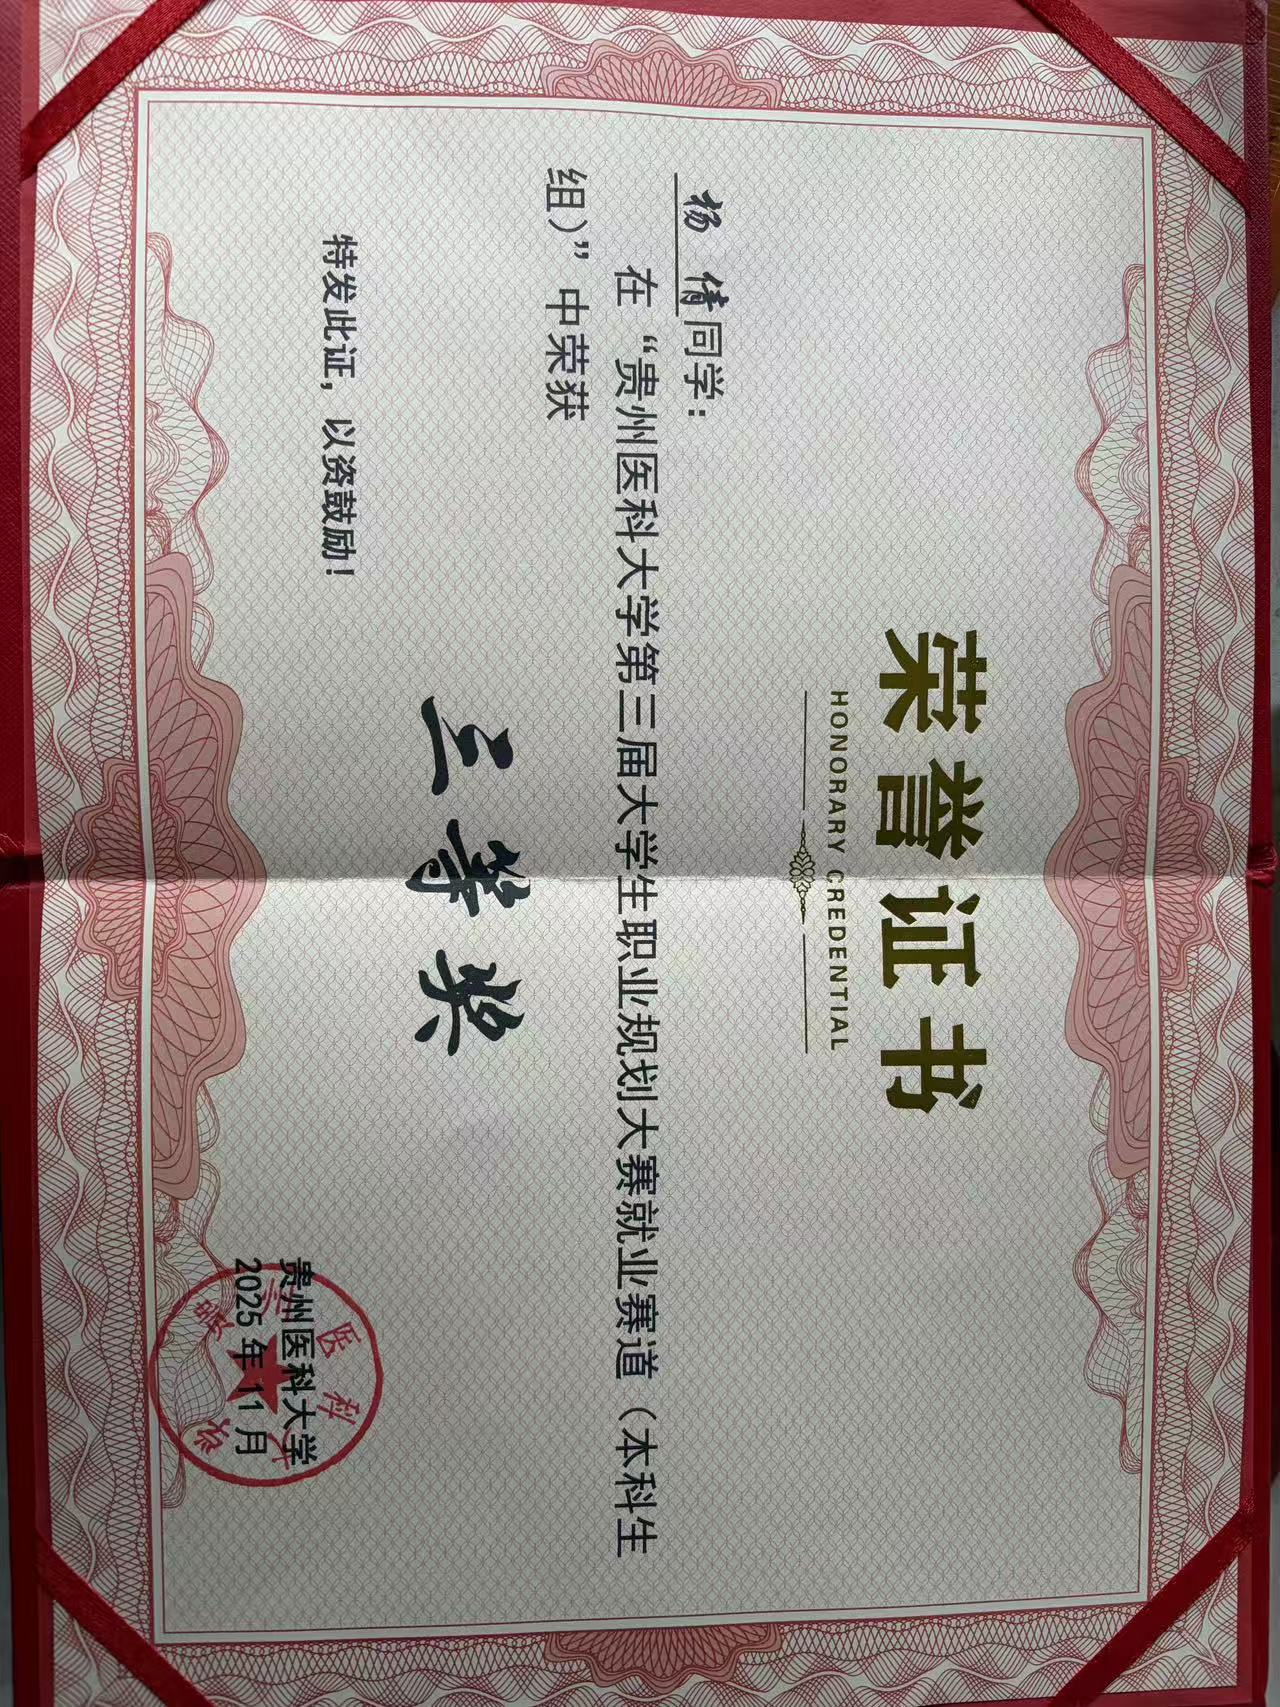 荣誉证书
HONORARY CREDENTIAL
杨 倩同学：
在“贵州医科大学第三届大学生职业规划大赛就业赛道（本科生
组）”中荣获
三等奖
特发此证，以资鼓励！
贵州医科大学
2025年11月